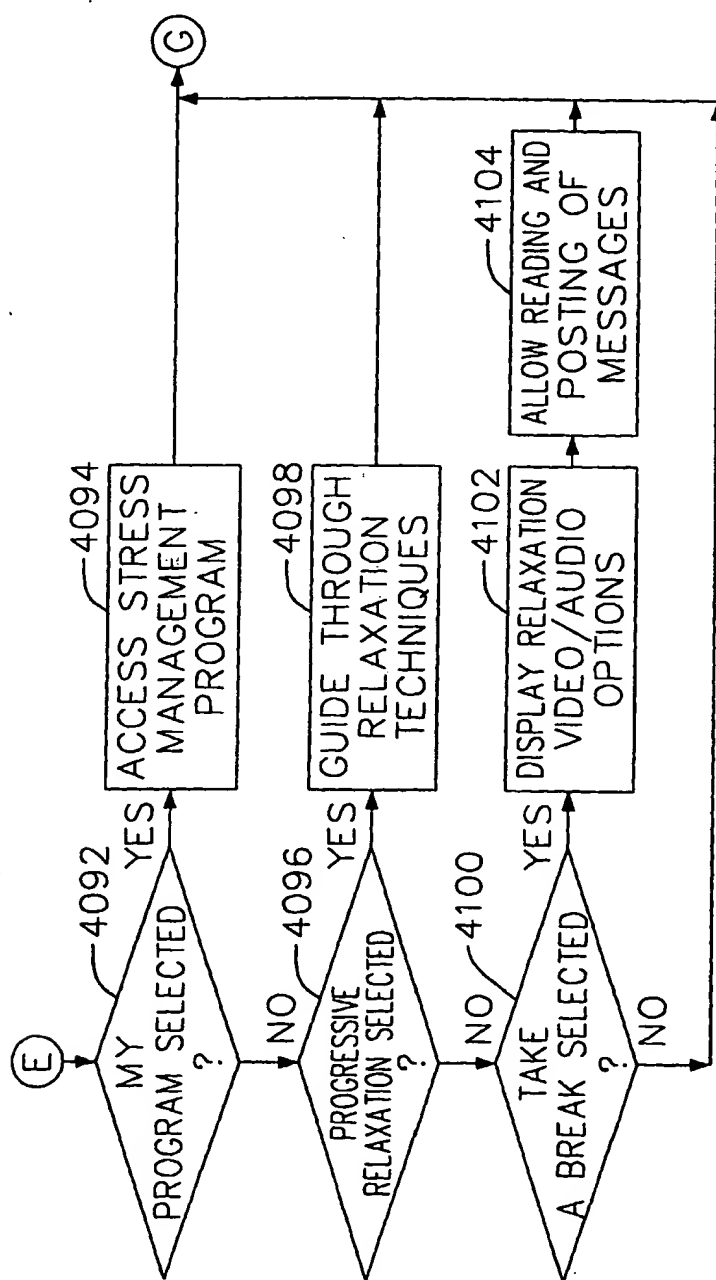 E
MY
PROGRAM SELECTED
?
4092
YES
4094
ACCESS STRESS
MANAGEMENT
PROGRAM
G
NO
PROGRESSIVE
RELAXATION SELECTED
?
4096
YES
4098
GUIDE THROUGH
RELAXATION
TECHNIQUES
NO
TAKE
A BREAK SELECTED
?
4100
YES
4102
DISPLAY RELAXATION
VIDEO/AUDIO
OPTIONS
4104
ALLOW READING AND
POSTING OF
MESSAGES
NO